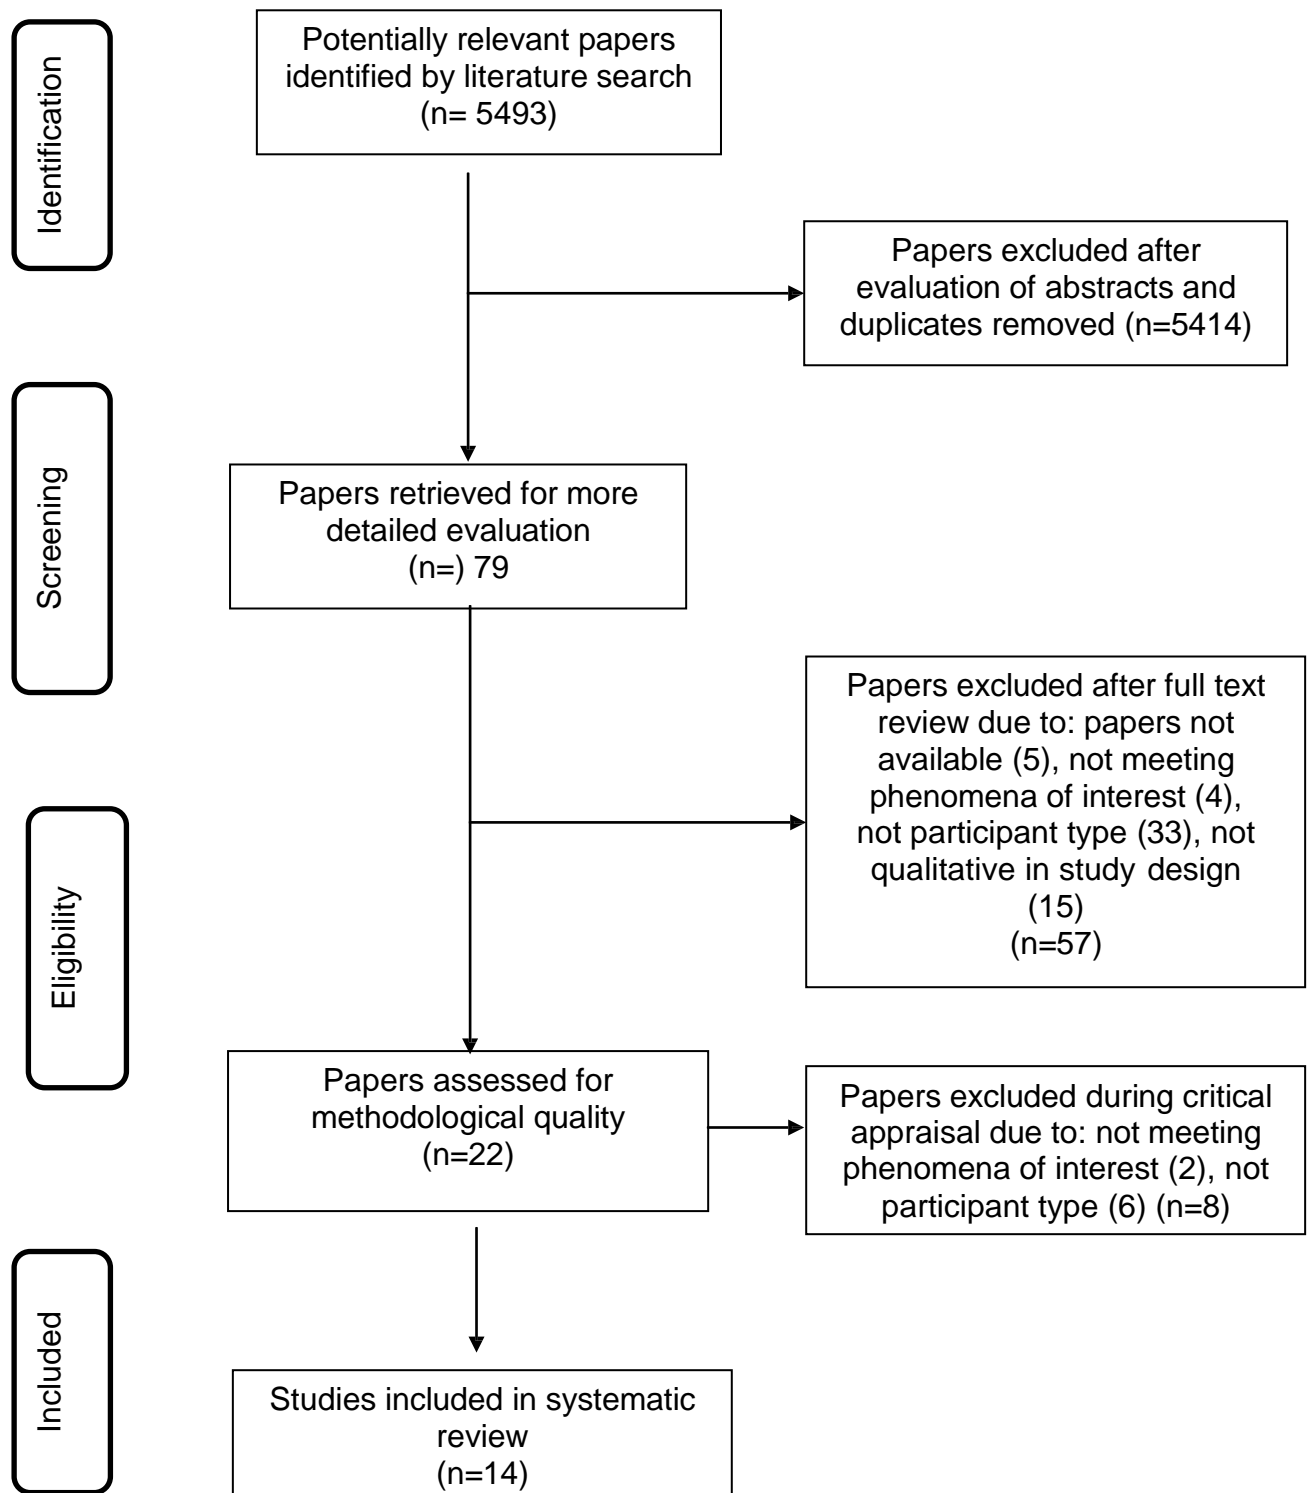 Identification
Potentially relevant papers
identified by literature search
(n= 5493)
Papers excluded after
evaluation of abstracts and
duplicates removed (n=5414)
Screening
Papers retrieved for more
detailed evaluation
(n=) 79
Papers excluded after full text
review due to: papers not
available (5), not meeting
phenomena of interest (4),
not participant type (33), not
qualitative in study design
(15)
(n=57)
Eligibility
Papers assessed for
methodological quality
(n=22)
Papers excluded during critical
appraisal due to: not meeting
phenomena of interest (2), not
participant type (6) (n=8)
Included
Studies included in systematic
review
(n=14)